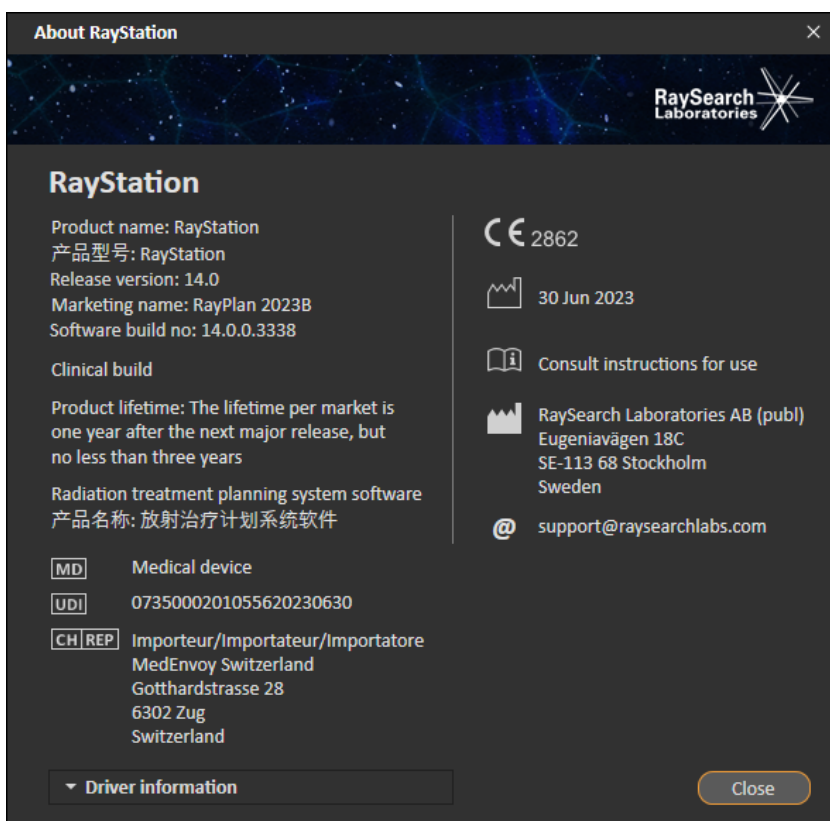 About RayStation
RaySearch
Laboratories
RayStation
Product name: RayStation
产品型号: RayStation
Release version: 14.0
Marketing name: RayPlan 2023B
Software build no: 14.0.0.3338
Clinical build
Product lifetime: The lifetime per market is
one year after the next major release, but
no less than three years
Radiation treatment planning system software
产品名称: 放射治疗计划系统软件
MD Medical device
UDI 0735000201055620230630
CH REP Importeur/Importateur/Importatore
MedEnvoy Switzerland
Gotthardstrasse 28
6302 Zug
Switzerland
CE 2862
30 Jun 2023
i Consult instructions for use
RaySearch Laboratories AB (publ)
Eugeniavägen 18C
SE-113 68 Stockholm
Sweden
@ support@raysearchlabs.com
Driver information
Close